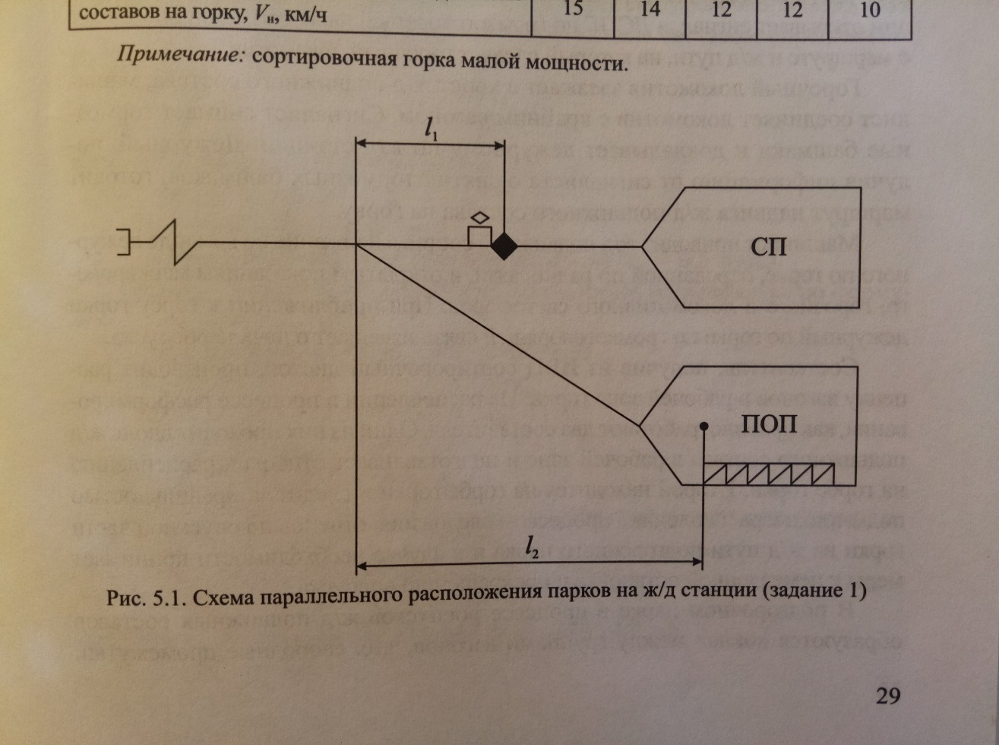 составов на горку, Vн, км/ч 15 14 12 12 10
Примечание: сортировочная горка малой мощности.
l1
СП
ПОП
l2
Рис. 5.1. Схема параллельного расположения парков на ж/д станции (задание 1)
29